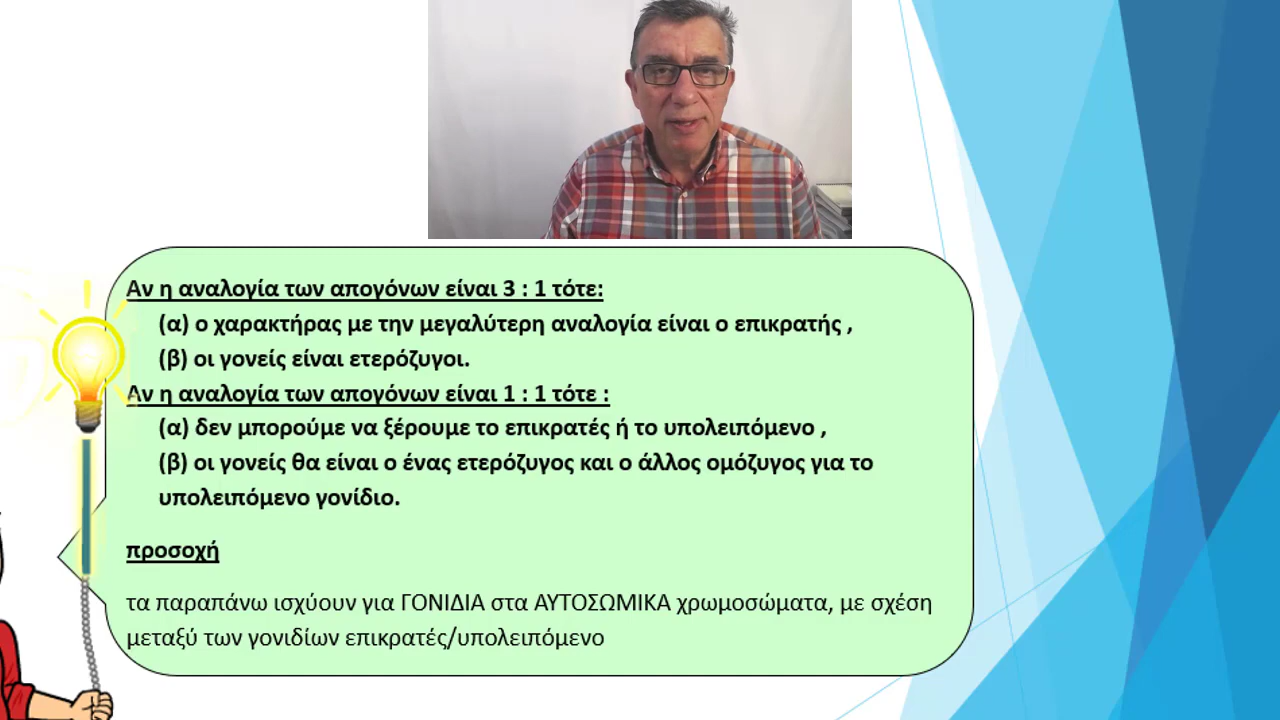 Αν η αναλογία των απογόνων είναι 3 : 1 τότε:
(α) ο χαρακτήρας με την μεγαλύτερη αναλογία είναι ο επικρατής ,
(β) οι γονείς είναι ετερόζυγοι.
Αν η αναλογία των απογόνων είναι 1 : 1 τότε :
(α) δεν μπορούμε να ξέρουμε το επικρατές ή το υπολειπόμενο ,
(β) οι γονείς θα είναι ο ένας ετερόζυγος και ο άλλος ομόζυγος για το
υπολειπόμενο γονίδιο.
προσοχή
τα παραπάνω ισχύουν για ΓΟΝΙΔΙΑ στα ΑΥΤΟΣΩΜΙΚΑ χρωμοσώματα, με σχέση
μεταξύ των γονιδίων επικρατές/υπολειπόμενο